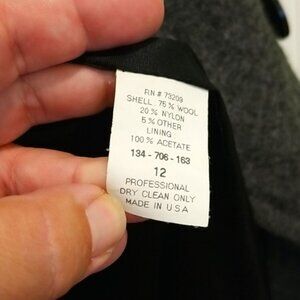 RN # 73209
SHELL: 75 % WOOL
20 % NYLON
5 % OTHER
LINING
100 % ACETATE
134 - 706 - 163
12
PROFESSIONAL
DRY CLEAN ONLY
MADE IN U S A